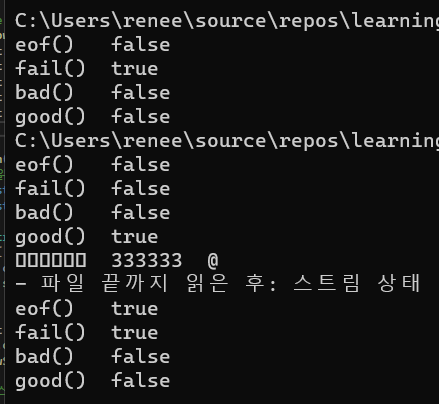 C:\Users\renee\source\repos\learning
eof() false
fail() true
bad() false
good() false
C:\Users\renee\source\repos\learning
eof() false
fail() false
bad() false
good() true
▯▯▯▯▯▯ 333333 @
- 파일 끝까지 읽은 후: 스트림 상태
eof() true
fail() true
bad() false
good() false